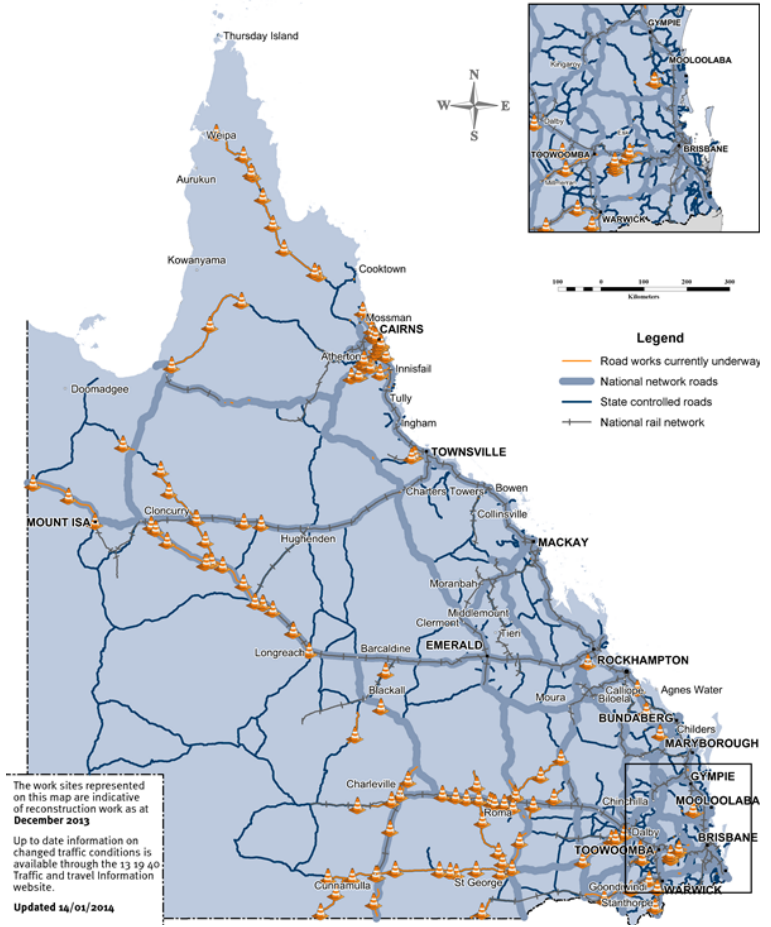 Thursday Island
Weipa
Aurukun
Kowanyama
Cooktown
Mossman
CAIRNS
Atherton
Innisfail
Doomadgee
Tully
Ingham
TOWNSVILLE
Charters Towers
Bowen
Collinsville
Cloncurry
MOUNT ISA
Hughenden
MACKAY
Moranbah
Middlemount
Clermont
Tieri
EMERALD
Barcaldine
Longreach
ROCKHAMPTON
Blackall
Moura
Calliope
Biloela
Agnes Water
BUNDABERG
Childers
MARYBOROUGH
Charleville
Roma
Chinchilla
GYMPIE
MOOLOOLABA
Dalby
BRISBANE
TOOWOOMBA
Cunnamulla
St George
Goondiwindi
WARWICK
Stanthorpe
N
W
E
S
GYMPIE
MOOLOOLABA
Kingaroy
Dalby
BRISBANE
TOOWOOMBA
WARWICK
100
0
100
200
300
Kilometers
Legend
Road works currently underway
National network roads
State controlled roads
National rail network
The work sites represented
on this map are indicative
of reconstruction work as at
December 2013
Up to date information on
changed traffic conditions is
available through the 13 19 40
Traffic and travel Information
website.
Updated 14/01/2014